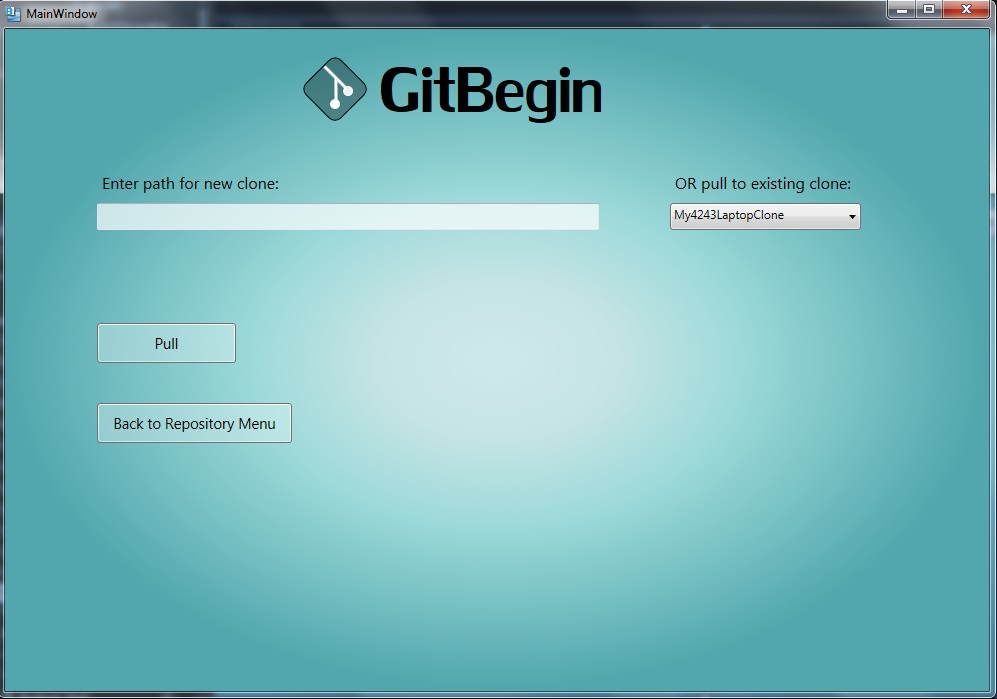 MainWindow
GitBegin
Enter path for new clone:
OR pull to existing clone:
My4243LaptopClone
Pull
Back to Repository Menu